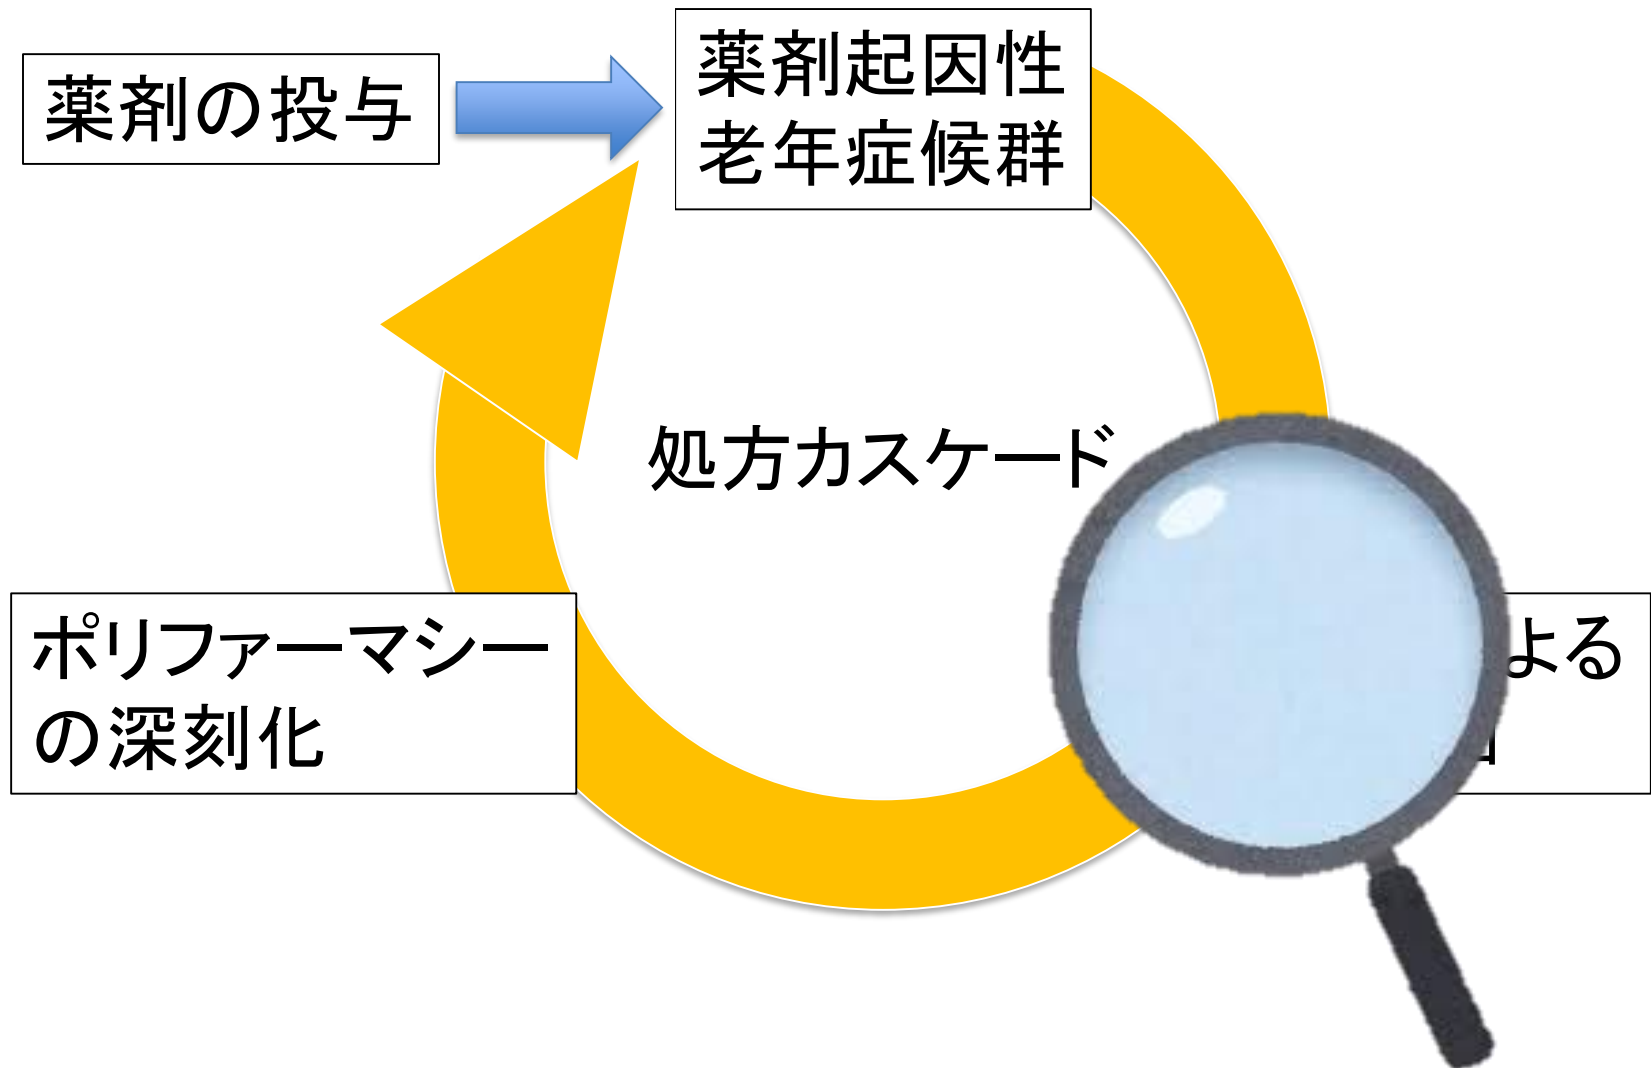 薬剤の投与
薬剤起因性
老年症候群
処方カスケード
ポリファーマシー
の深刻化
よる